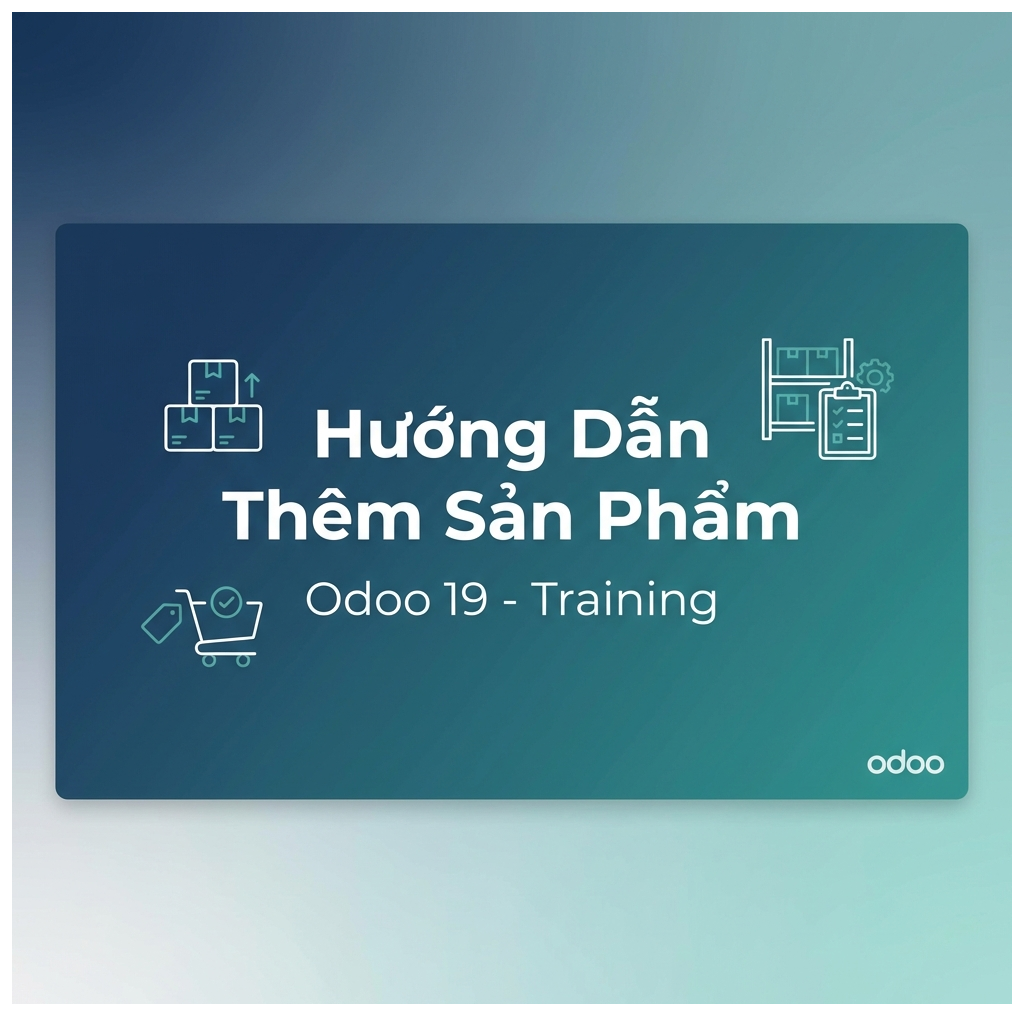 Hướng Dẫn
Thêm Sản Phẩm
Odoo 19 - Training
odoo